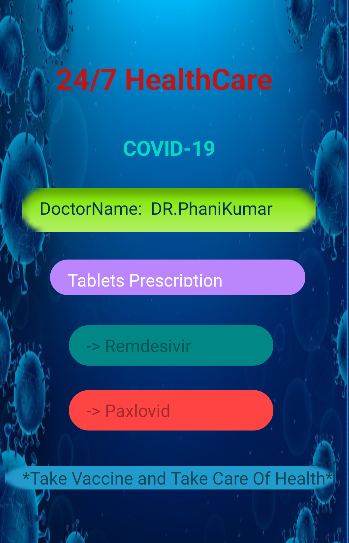 24/7 HealthCare
COVID-19
DoctorName: DR.PhaniKumar
Tablets Prescription
-> Remdesivir
-> Paxlovid
*Take Vaccine and Take Care Of Health*